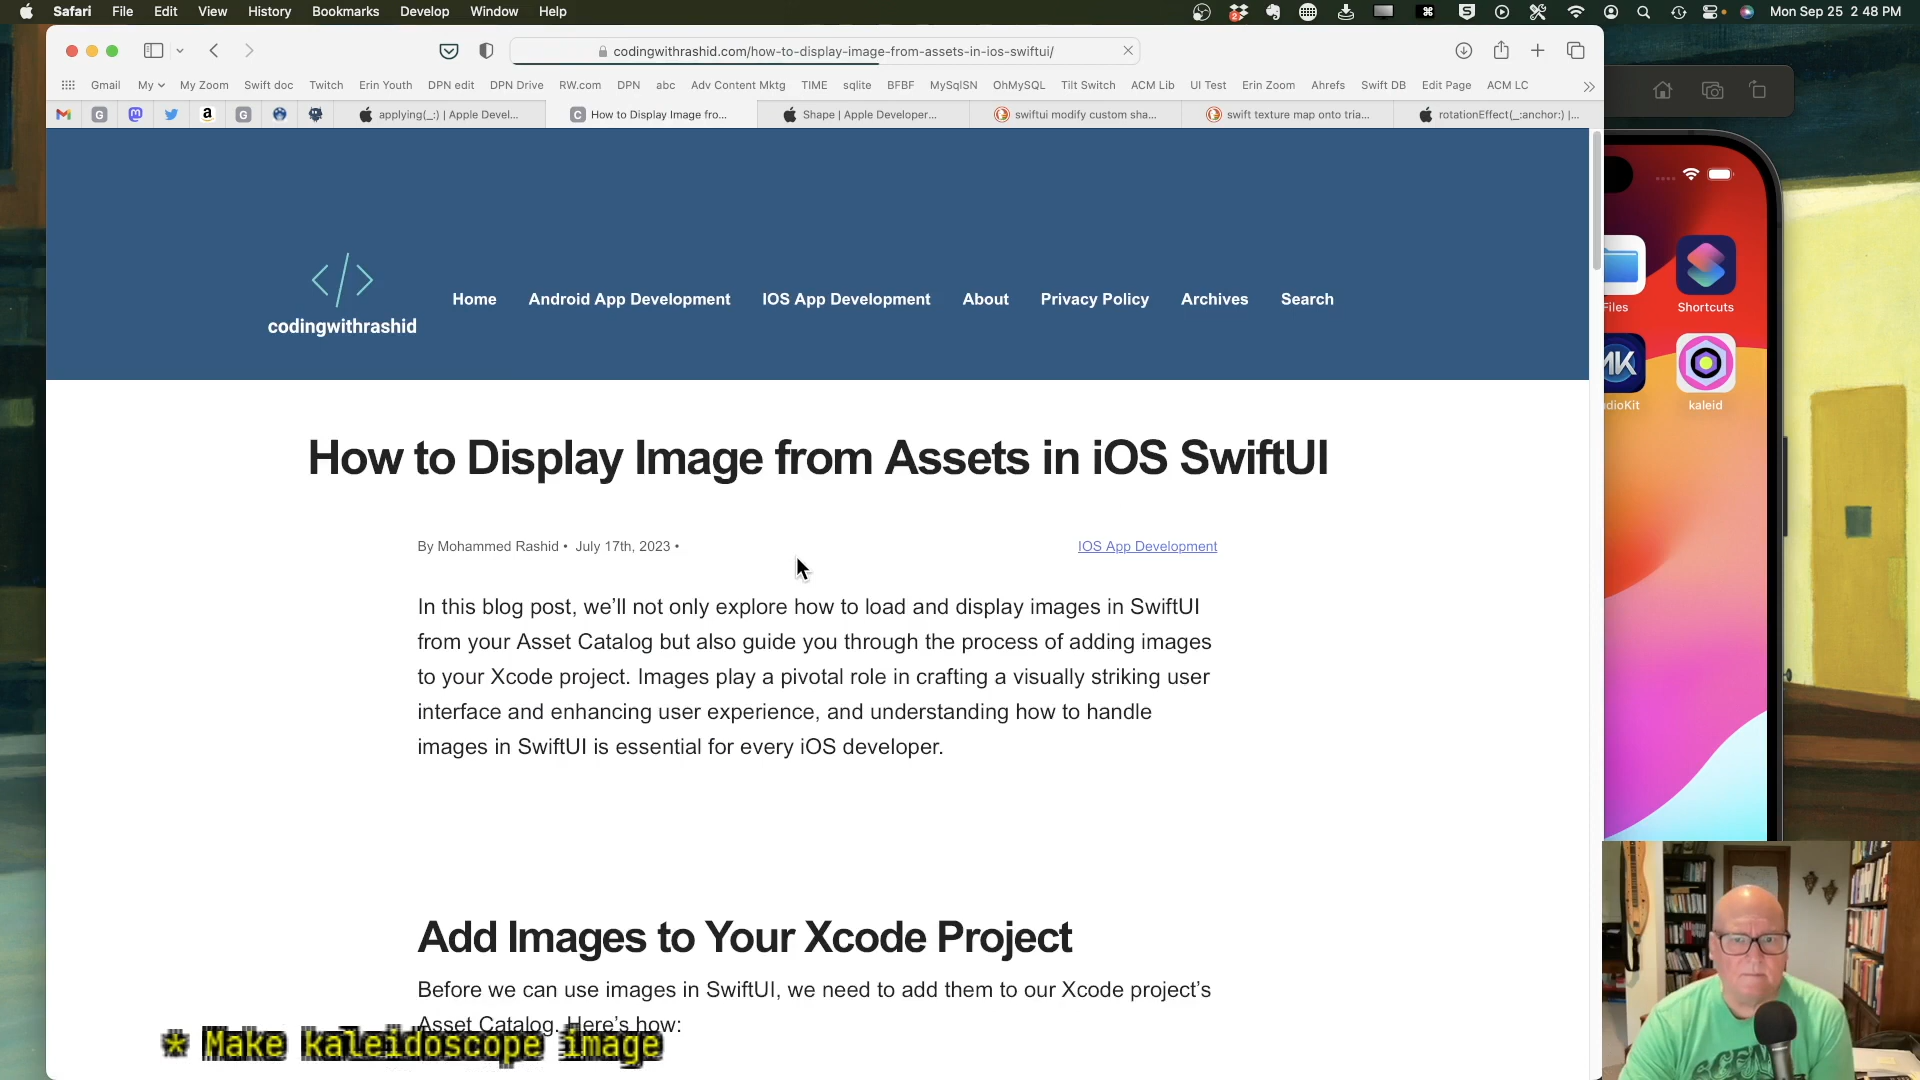 Safari File Edit View History Bookmarks Develop Window Help
Mon Sep 25 2:48 PM
codingwithrashid.com/how-to-display-image-from-assets-in-ios-swiftui/
Gmail My My Zoom Swift doc Twitch Erin Youth DPN edit DPN Drive RW.com DPN abc Adv Content Mktg TIME sqlite BFBF MySqlSN OhMySQL Tilt Switch ACM Lib UI Test Erin Zoom Ahrefs Swift DB Edit Page ACM LC
applying(_:) | Apple Devel... How to Display Image from... Shape | Apple Developer... swiftui modify custom sha... swift texture map onto tria... rotationEffect(_:anchor:) |...
codingwithrashid
Home Android App Development IOS App Development About Privacy Policy Archives Search
Files Shortcuts
dioKit kaleid
How to Display Image from Assets in iOS SwiftUI
By Mohammed Rashid • July 17th, 2023 •
IOS App Development
In this blog post, we'll not only explore how to load and display images in SwiftUI
from your Asset Catalog but also guide you through the process of adding images
to your Xcode project. Images play a pivotal role in crafting a visually striking user
interface and enhancing user experience, and understanding how to handle
images in SwiftUI is essential for every iOS developer.
Add Images to Your Xcode Project
Before we can use images in SwiftUI, we need to add them to our Xcode project's
Asset Catalog. Here's how:
* Make kaleidoscope image